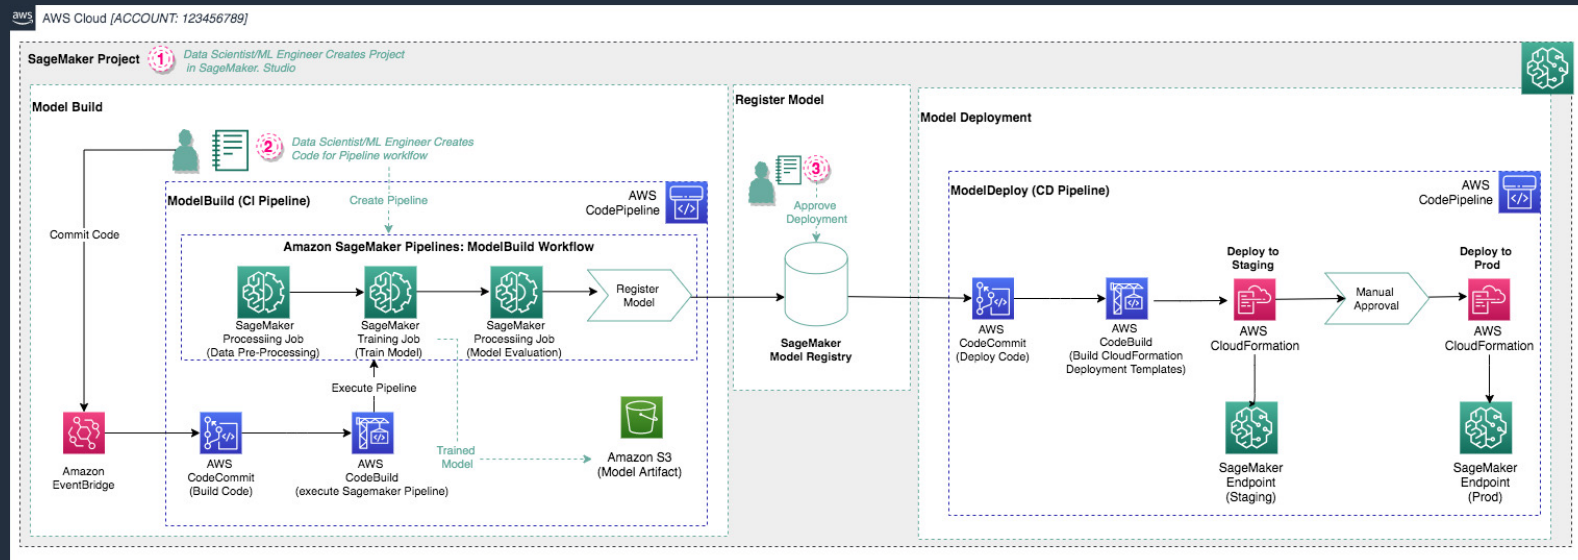 aws
AWS Cloud [ACCOUNT: 123456789]
SageMaker Project
1
Data Scientist/ML Engineer Creates Project
in SageMaker. Studio
Model Build
2
Data Scientist/ML Engineer Creates
Code for Pipeline worklfow
Commit Code
ModelBuild (CI Pipeline)
Create Pipeline
AWS
CodePipeline
Amazon SageMaker Pipelines: ModelBuild Workflow
SageMaker
Processiing Job
(Data Pre-Processing)
SageMaker
Training Job
(Train Model)
SageMaker
Processiing Job
(Model Evaluation)
Register
Model
Execute Pipeline
Amazon
EventBridge
AWS
CodeCommit
(Build Code)
AWS
CodeBuild
(execute Sagemaker Pipeline)
Trained
Model
Amazon S3
(Model Artifact)
Register Model
3
Approve
Deployment
SageMaker
Model Registry
Model Deployment
ModelDeploy (CD Pipeline)
AWS
CodePipeline
AWS
CodeCommit
(Deploy Code)
AWS
CodeBuild
(Build CloudFormation
Deployment Templates)
Deploy to
Staging
AWS
CloudFormation
Manual
Approval
Deploy to
Prod
AWS
CloudFormation
SageMaker
Endpoint
(Staging)
SageMaker
Endpoint
(Prod)